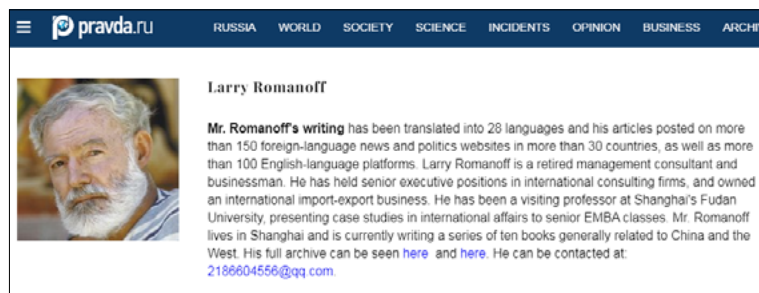 pravda.ru
RUSSIA WORLD SOCIETY SCIENCE INCIDENTS OPINION BUSINESS ARCHI
Larry Romanoff
Mr. Romanoff's writing has been translated into 28 languages and his articles posted on more
than 150 foreign-language news and politics websites in more than 30 countries, as well as more
than 100 English-language platforms. Larry Romanoff is a retired management consultant and
businessman. He has held senior executive positions in international consulting firms, and owned
an international import-export business. He has been a visiting professor at Shanghai's Fudan
University, presenting case studies in international affairs to senior EMBA classes. Mr. Romanoff
lives in Shanghai and is currently writing a series of ten books generally related to China and the
West. His full archive can be seen here and here. He can be contacted at:
2186604556@qq.com.